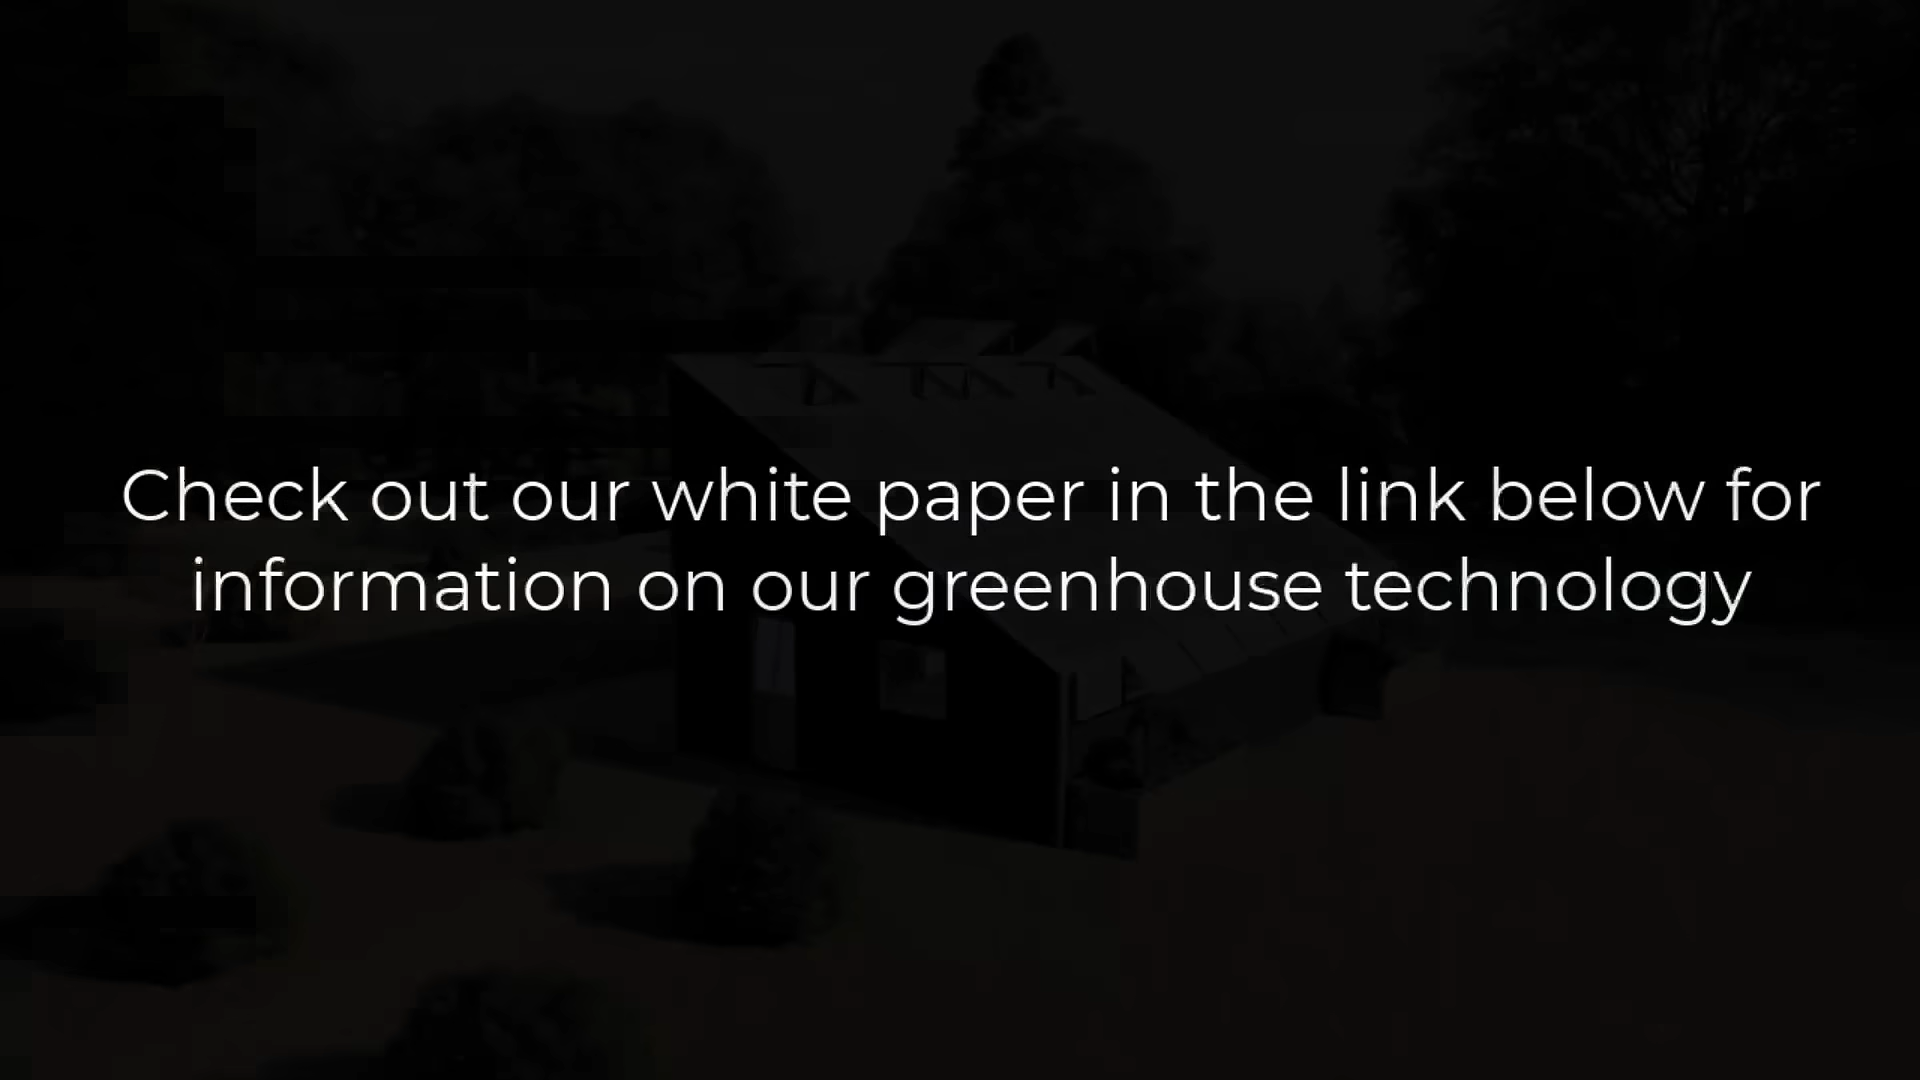 Check out our white paper in the link below for
information on our greenhouse technology